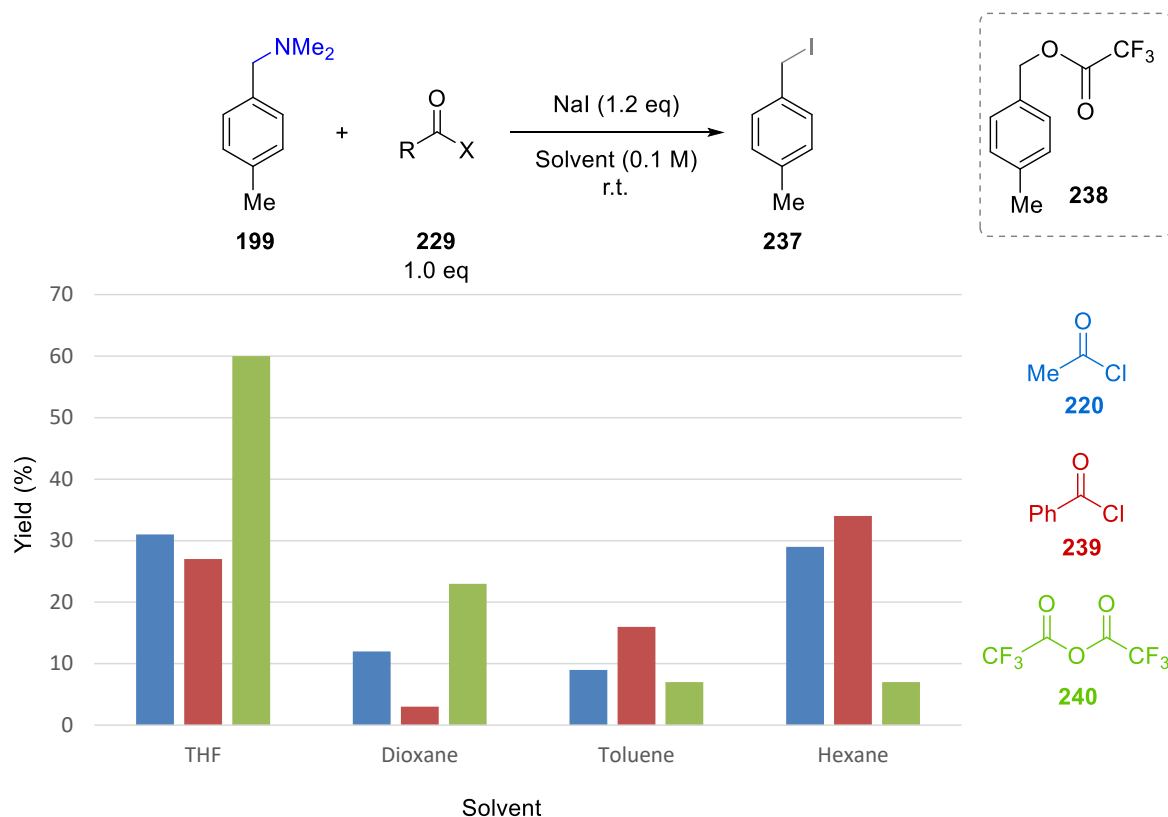 NMe2
Me
199
+
O
R X
229
1.0 eq
NaI (1.2 eq)
Solvent (0.1 M)
r.t.
I
Me
237
O CF3
O
Me
238
Yield (%)
70
60
50
40
30
20
10
0
THF Dioxane Toluene Hexane
Solvent
O
Me Cl
220
O
Ph Cl
239
O O
CF3 O CF3
240